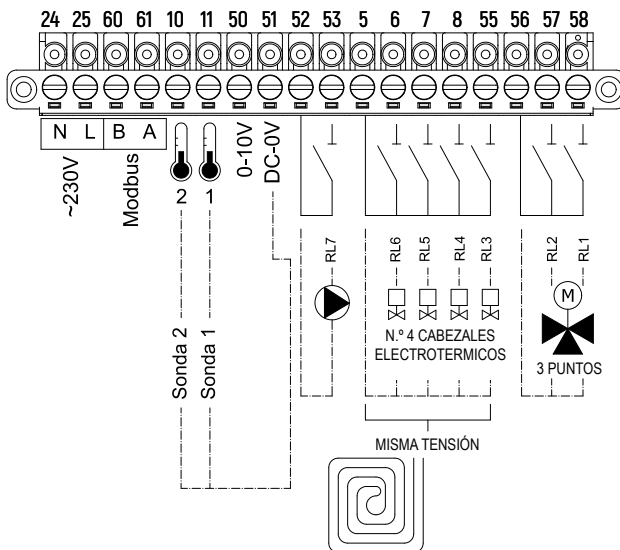 24 25 60 61 10 11 50 51 52 53 5 6 7 8 55 56 57 58
N L B A
~230V
Modbus
2
1
0-10V
DC-0V
RL7
RL6
RL5
RL4
RL3
RL2
RL1
M
Sonda 2
Sonda 1
N.º 4 CABEZALES
ELECTROTERMICOS
3 PUNTOS
MISMA TENSIÓN